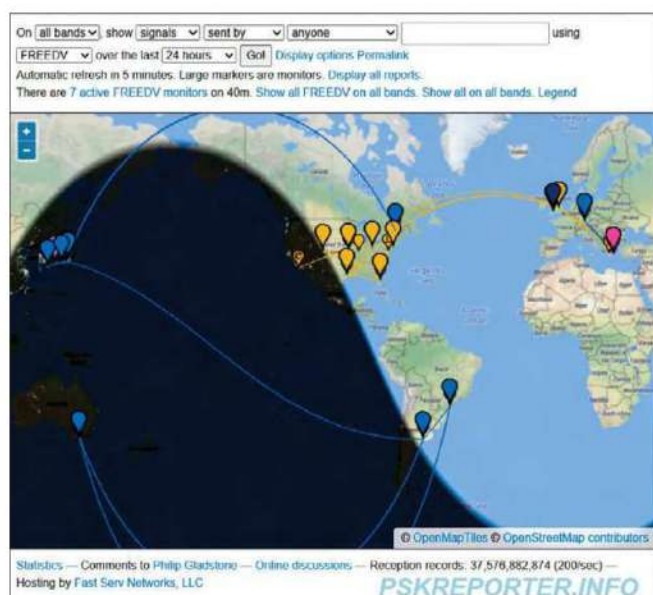 On all bands, show signals sent by anyone using
FREEDV over the last 24 hours Go! Display options Permalink
Automatic refresh in 5 minutes. Large markers are monitors. Display all reports.
There are 7 active FREEDV monitors on 40m. Show all FREEDV on all bands. Show all on all bands. Legend
+
−
© OpenMapTiles © OpenStreetMap contributors
Statistics — Comments to Philip Gladstone — Online discussions — Reception records: 37,576,882,874 (200/sec) —
Hosting by Fast Serv Networks, LLC
PSKREPORTER.INFO